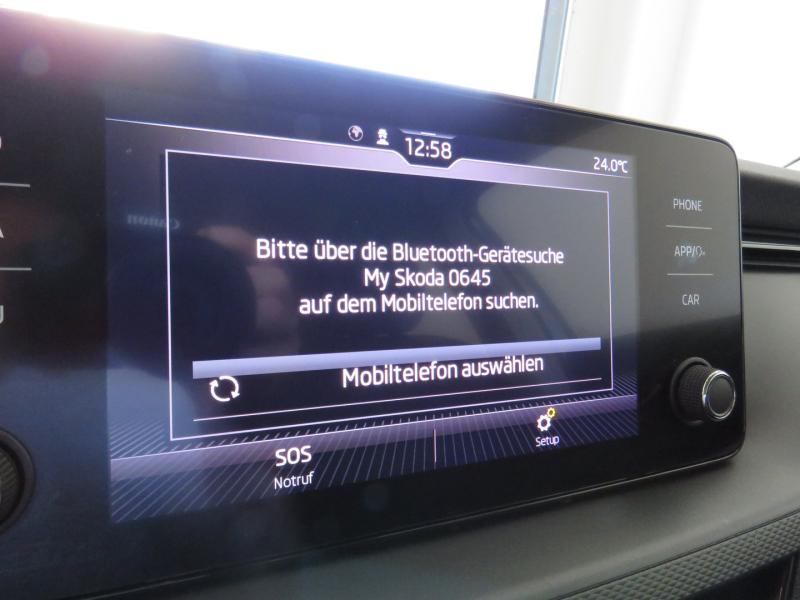 12:58
24.0°C
Bitte über die Bluetooth-Gerätesuche
My Skoda 0645
auf dem Mobiltelefon suchen.
Mobiltelefon auswählen
SOS
Notruf
Setup
PHONE
APP/
CAR
Canon